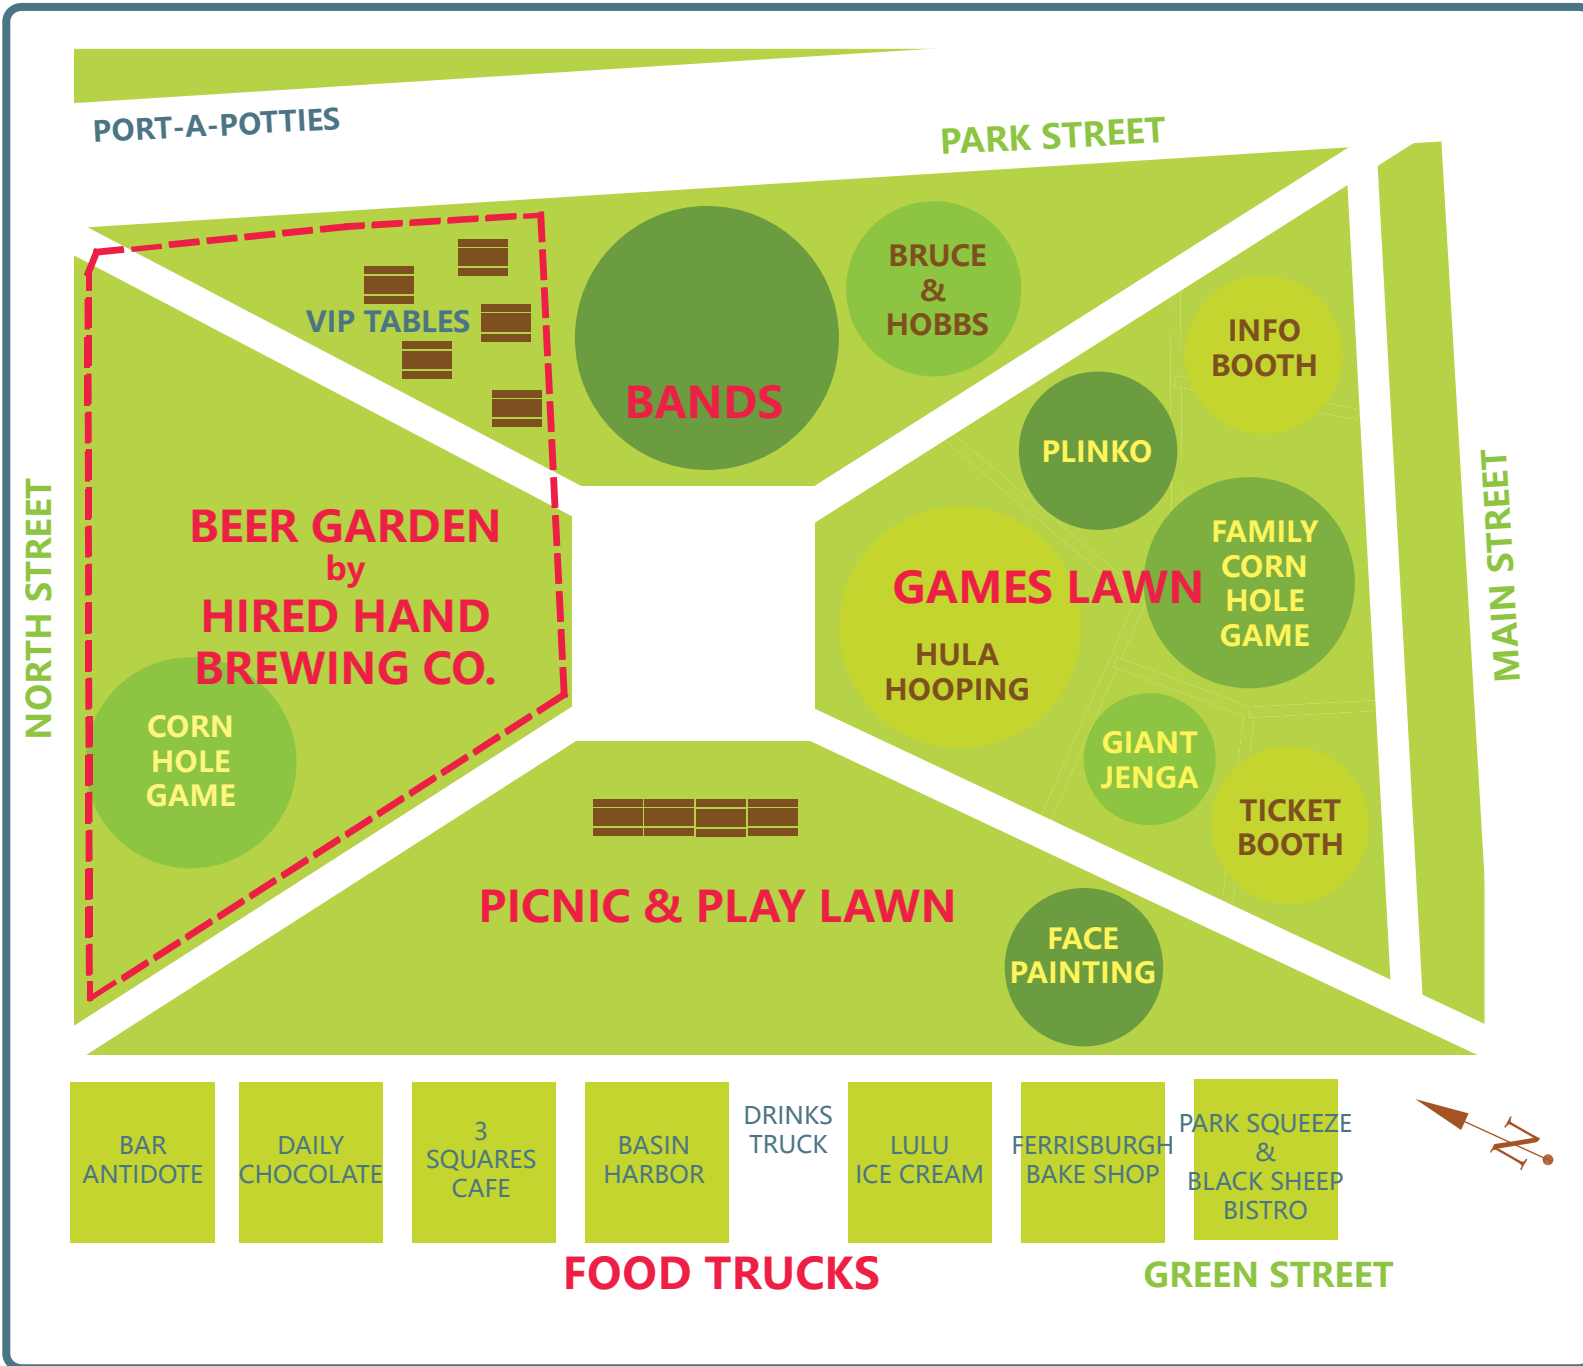 PORT-A-POTTIES
PARK STREET
BRUCE
&
HOBBS
INFO
BOOTH
VIP TABLES
BANDS
PLINKO
NORTH STREET
MAIN STREET
BEER GARDEN
by
HIRED HAND
BREWING CO.
GAMES LAWN
FAMILY
CORN
HOLE
GAME
HULA
HOOPING
CORN
HOLE
GAME
GIANT
JENGA
TICKET
BOOTH
PICNIC & PLAY LAWN
FACE
PAINTING
BAR
ANTIDOTE
DAILY
CHOCOLATE
3
SQUARES
CAFE
BASIN
HARBOR
DRINKS
TRUCK
LULU
ICE CREAM
FERRISBURGH
BAKE SHOP
PARK SQUEEZE
&
BLACK SHEEP
BISTRO
N
FOOD TRUCKS
GREEN STREET